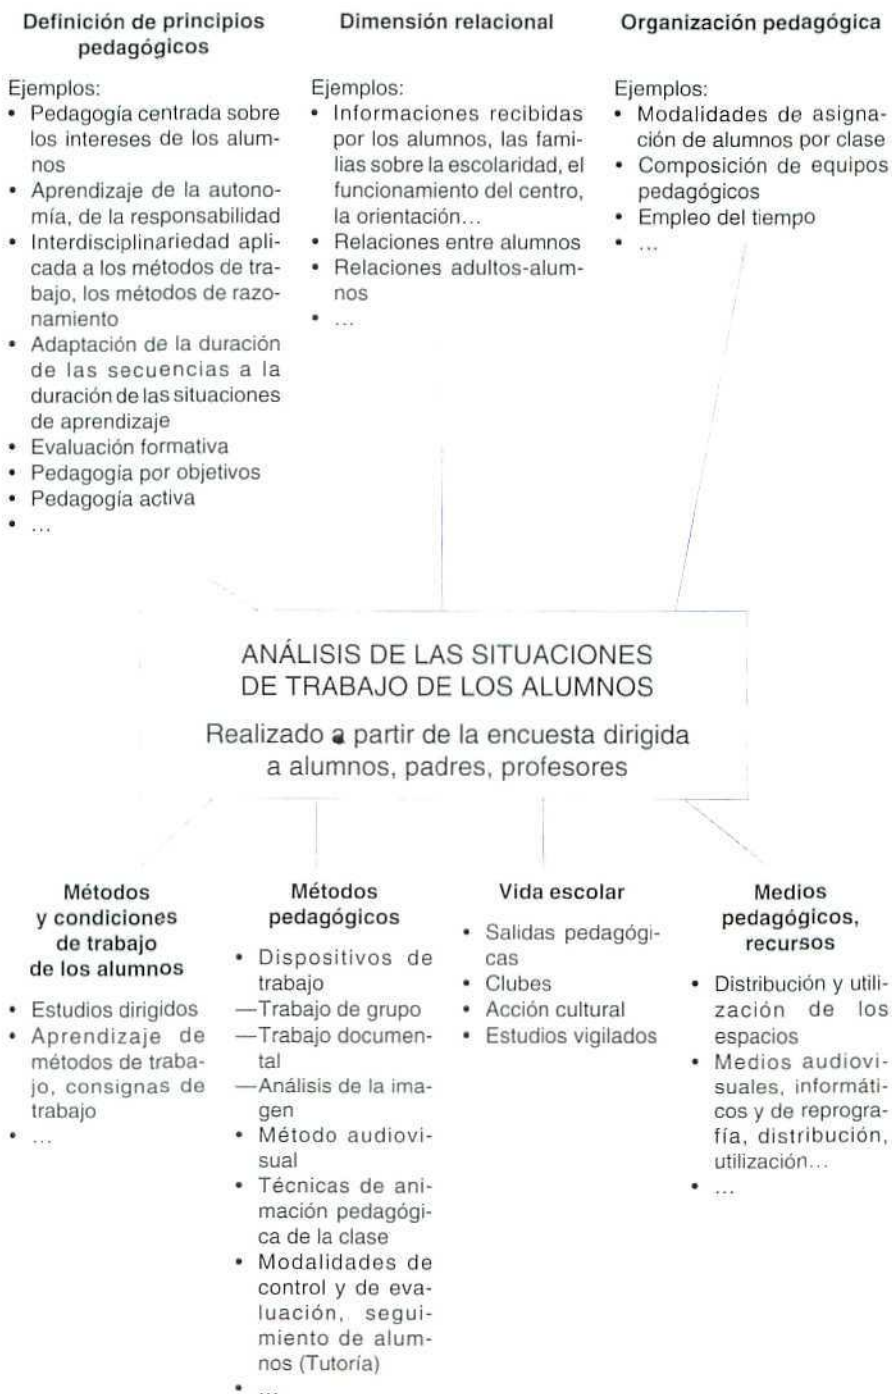 Definición de principios
pedagógicos
Ejemplos:
• Pedagogía centrada sobre
los intereses de los alum-
nos
• Aprendizaje de la autono-
mía, de la responsabilidad
• Interdisciplinariedad apli-
cada a los métodos de tra-
bajo, los métodos de razo-
namiento
• Adaptación de la duración
de las secuencias a la
duración de las situaciones
de aprendizaje
• Evaluación formativa
• Pedagogía por objetivos
• Pedagogía activa
• ...
Dimensión relacional
Ejemplos:
• Informaciones recibidas
por los alumnos, las fami-
lias sobre la escolaridad, el
funcionamiento del centro,
la orientación...
• Relaciones entre alumnos
• Relaciones adultos-alum-
nos
• ...
Organización pedagógica
Ejemplos:
• Modalidades de asigna-
ción de alumnos por clase
• Composición de equipos
pedagógicos
• Empleo del tiempo
• ...
ANÁLISIS DE LAS SITUACIONES
DE TRABAJO DE LOS ALUMNOS
Realizado a partir de la encuesta dirigida
a alumnos, padres, profesores
Métodos
y condiciones
de trabajo
de los alumnos
• Estudios dirigidos
• Aprendizaje de
métodos de traba-
jo, consignas de
trabajo
• ...
Métodos
pedagógicos
• Dispositivos de
trabajo
—Trabajo de grupo
—Trabajo documen-
tal
—Análisis de la ima-
gen
• Método audiovi-
sual
• Técnicas de ani-
mación pedagógi-
ca de la clase
• Modalidades de
control y de eva-
luación, segui-
miento de alum-
nos (Tutoría)
• ...
Vida escolar
• Salidas pedagógi-
cas
• Clubes
• Acción cultural
• Estudios vigilados
Medios
pedagógicos,
recursos
• Distribución y utili-
zación de los
espacios
• Medios audiovi-
suales, informáti-
cos y de reprogra-
fía, distribución,
utilización...
• ...